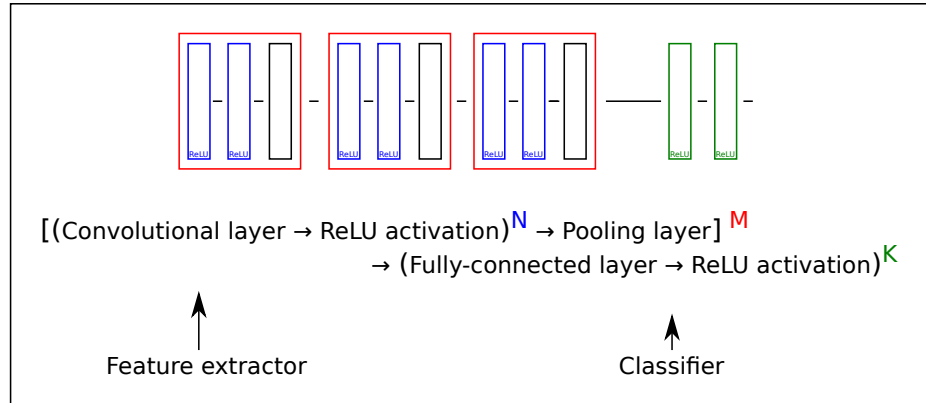 ReLU ReLU ReLU ReLU ReLU ReLU ReLU ReLU
[(Convolutional layer → ReLU activation)N → Pooling layer] M
→ (Fully-connected layer → ReLU activation)K
Feature extractor Classifier